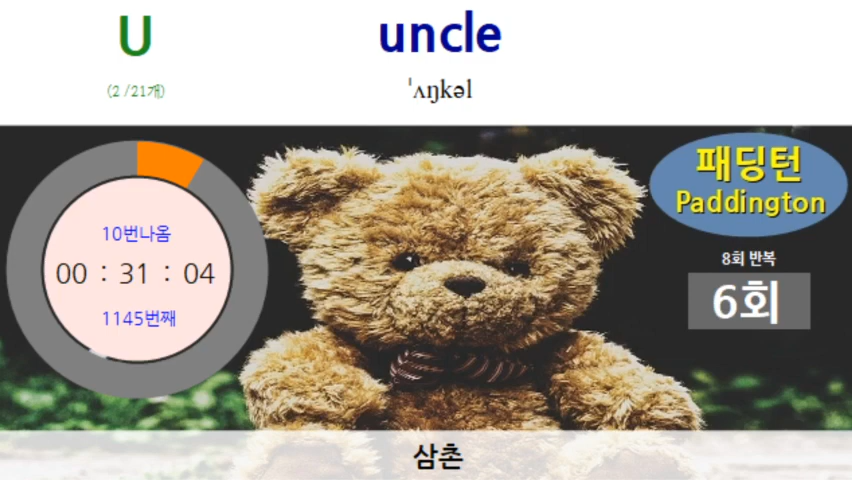 U
(2 /21개)
uncle
ˈʌŋkəl
10번나옴
00 : 31 : 04
1145번째
패딩턴
Paddington
8회 반복
6회
삼촌